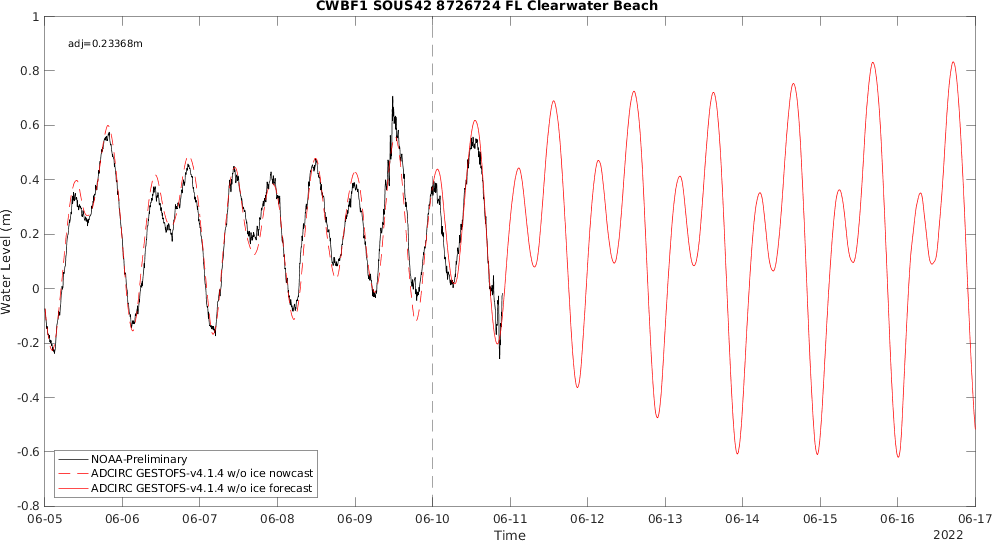 CWBF1 SOUS42 8726724 FL Clearwater Beach
1
adj=0.23368m
0.8
0.6
0.4
0.2
0
-0.2
-0.4
-0.6
-0.8
Water Level (m)
NOAA-Preliminary
ADCIRC GESTOFS-v4.1.4 w/o ice nowcast
ADCIRC GESTOFS-v4.1.4 w/o ice forecast
06-05 06-06 06-07 06-08 06-09 06-10 06-11 06-12 06-13 06-14 06-15 06-16 06-17
Time
2022